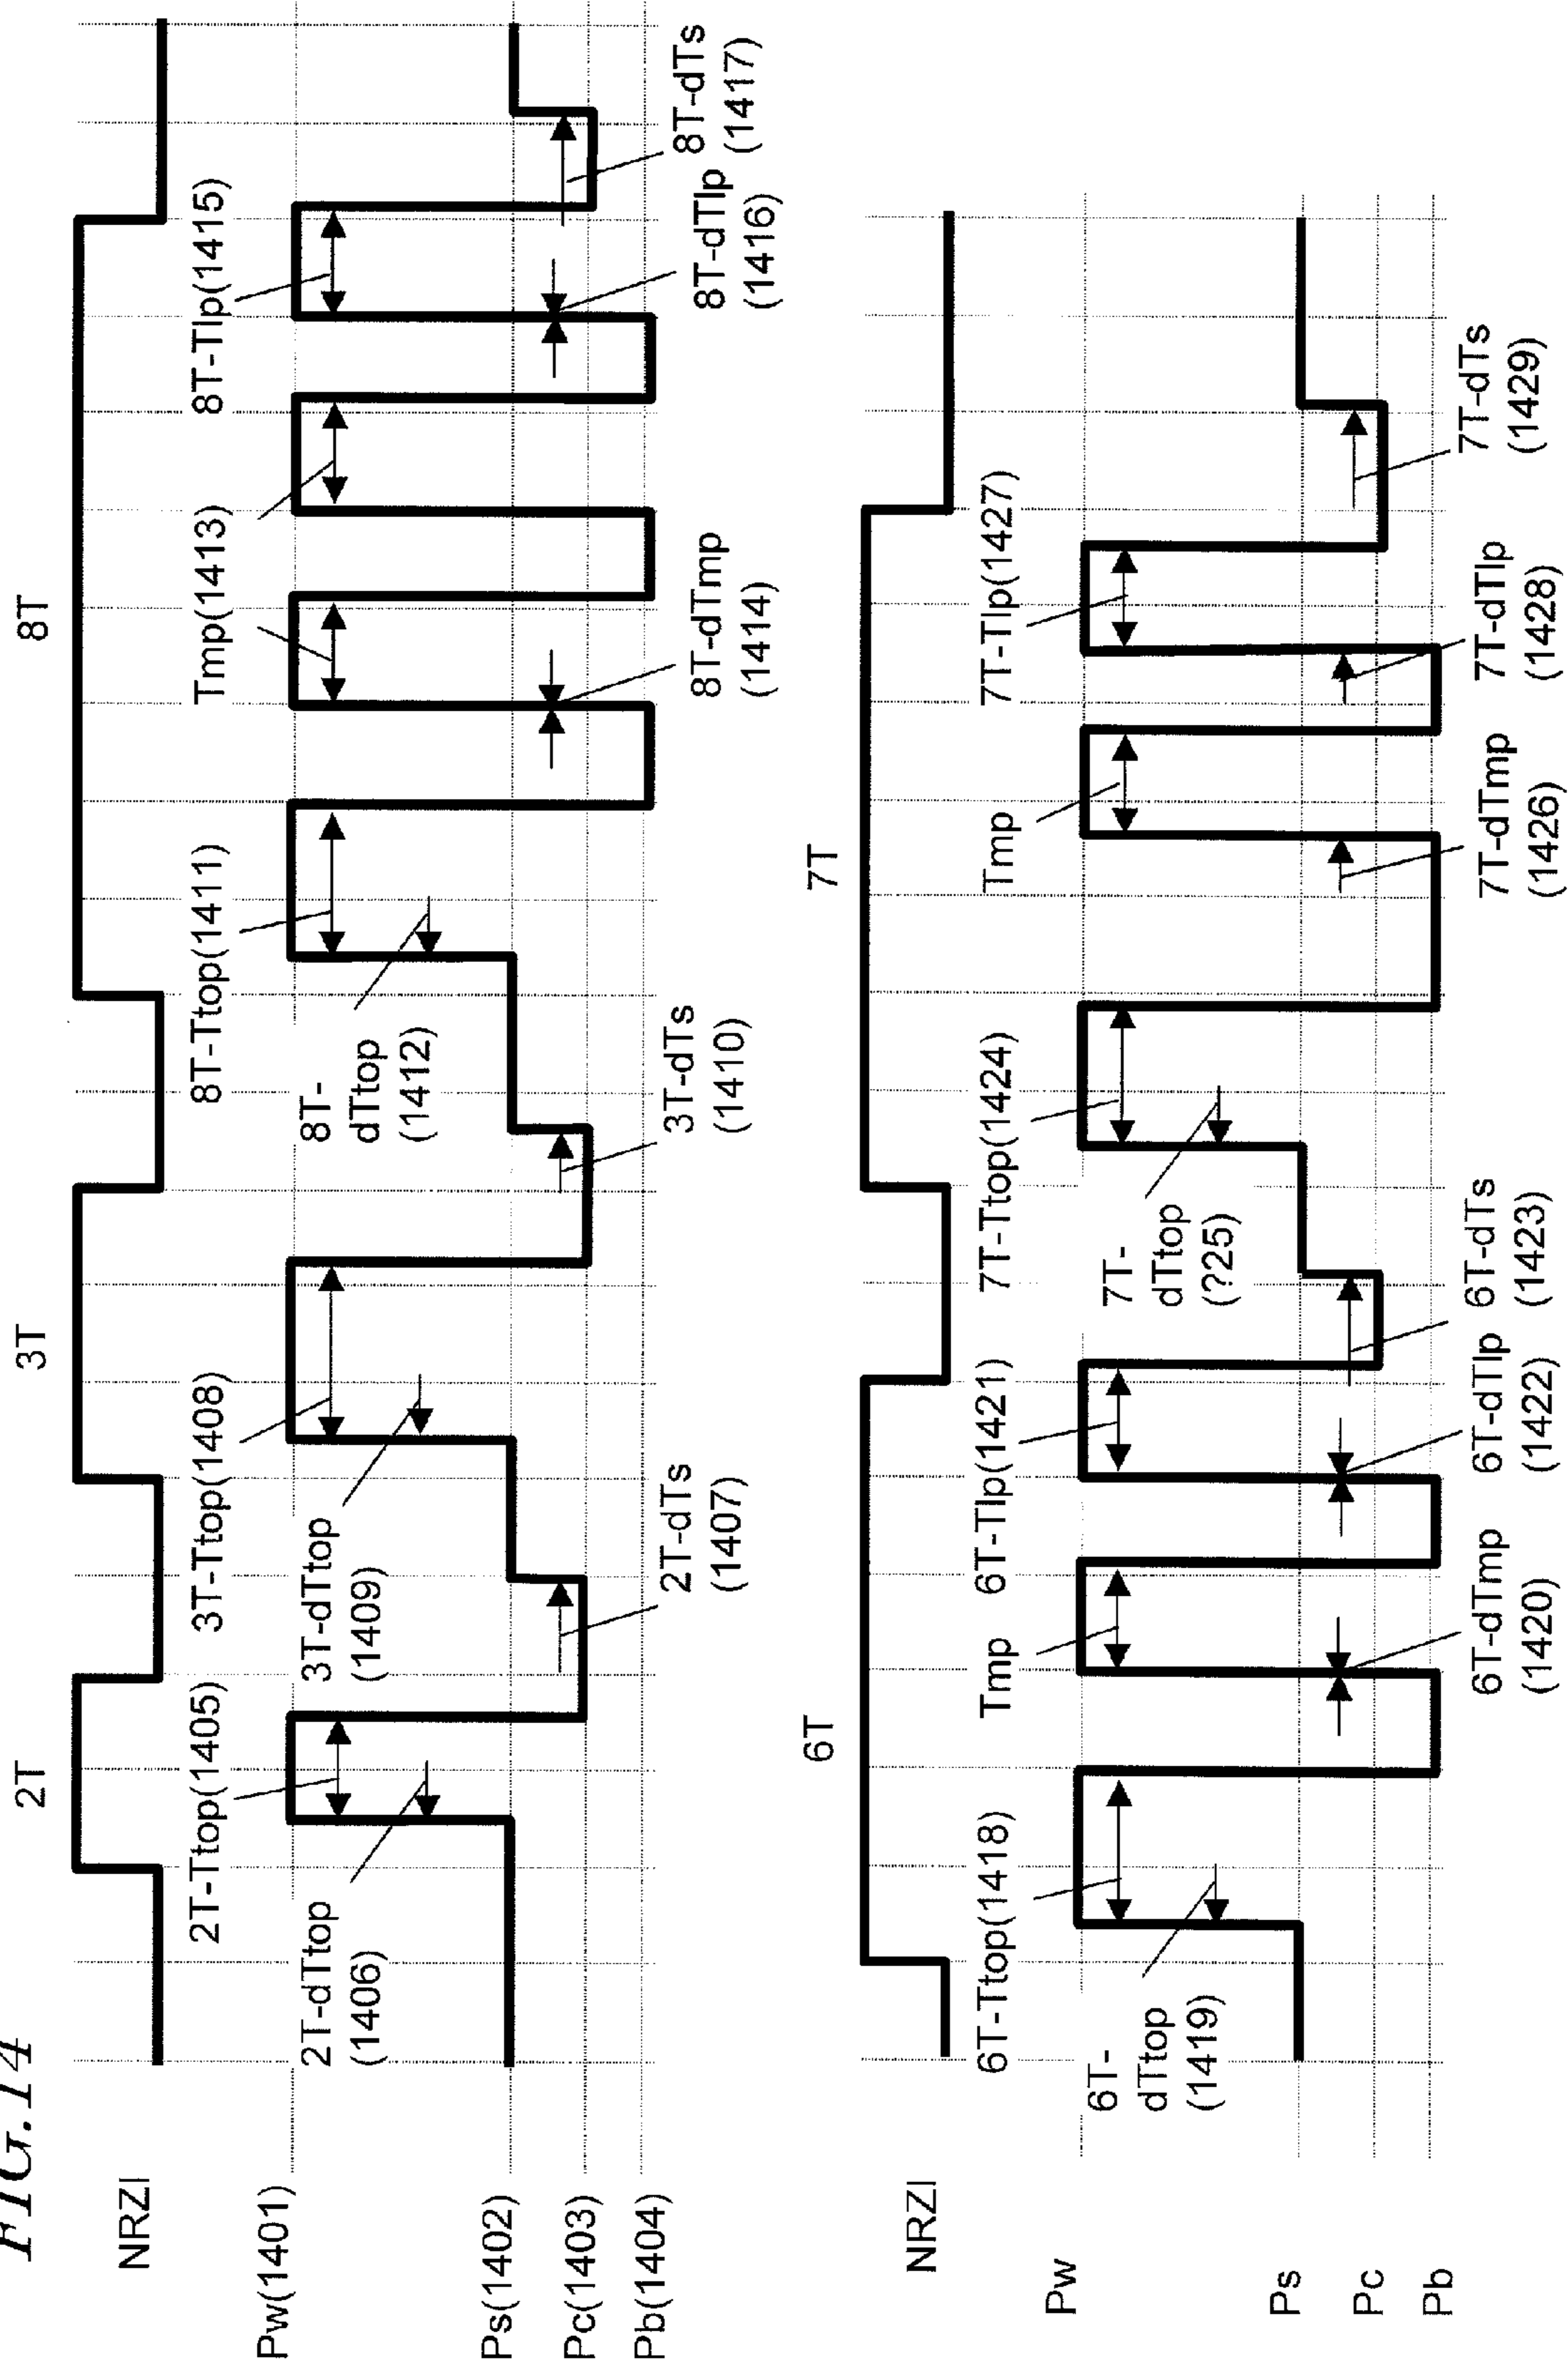 FIG.14
2T
3T
8T
NRZI
2T-Ttop(1405)
3T-Ttop(1408)
8T-Ttop(1411)
Tmp(1413)
8T-Tlp(1415)
Pw(1401)
2T-dTtop
(1406)
3T-dTtop
(1409)
8T-
dTtop
(1412)
Ps(1402)
Pc(1403)
Pb(1404)
2T-dTs
(1407)
3T-dTs
(1410)
8T-dTmp
(1414)
8T-dTlp
(1416)
8T-dTs
(1417)
6T
7T
NRZI
6T-Ttop(1418)
Tmp
6T-Tlp(1421)
7T-Ttop(1424)
Tmp
7T-Tlp(1427)
Pw
6T-
dTtop
(1419)
7T-
dTtop
(?25)
Ps
Pc
Pb
6T-dTmp
(1420)
6T-dTlp
(1422)
6T-dTs
(1423)
7T-dTmp
(1426)
7T-dTlp
(1428)
7T-dTs
(1429)